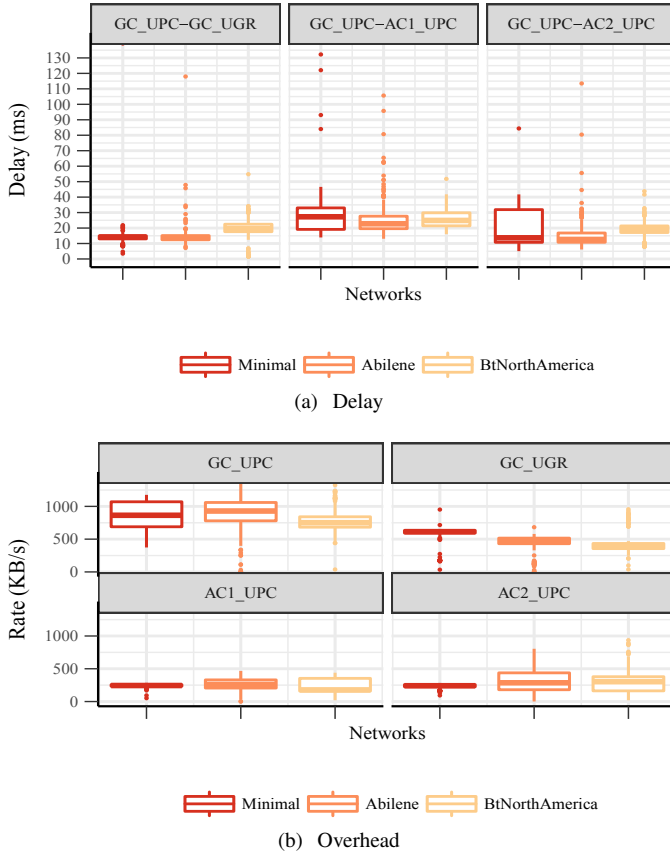 GC_UPC−GC_UGR GC_UPC−AC1_UPC GC_UPC−AC2_UPC
130
120
110
100
90
80
70
60
50
40
30
20
10
0
Delay (ms)
Networks
Minimal Abilene BtNorthAmerica
(a) Delay
GC_UPC GC_UGR
1000
500
0
AC1_UPC AC2_UPC
1000
500
0
Rate (KB/s)
Networks
Minimal Abilene BtNorthAmerica
(b) Overhead